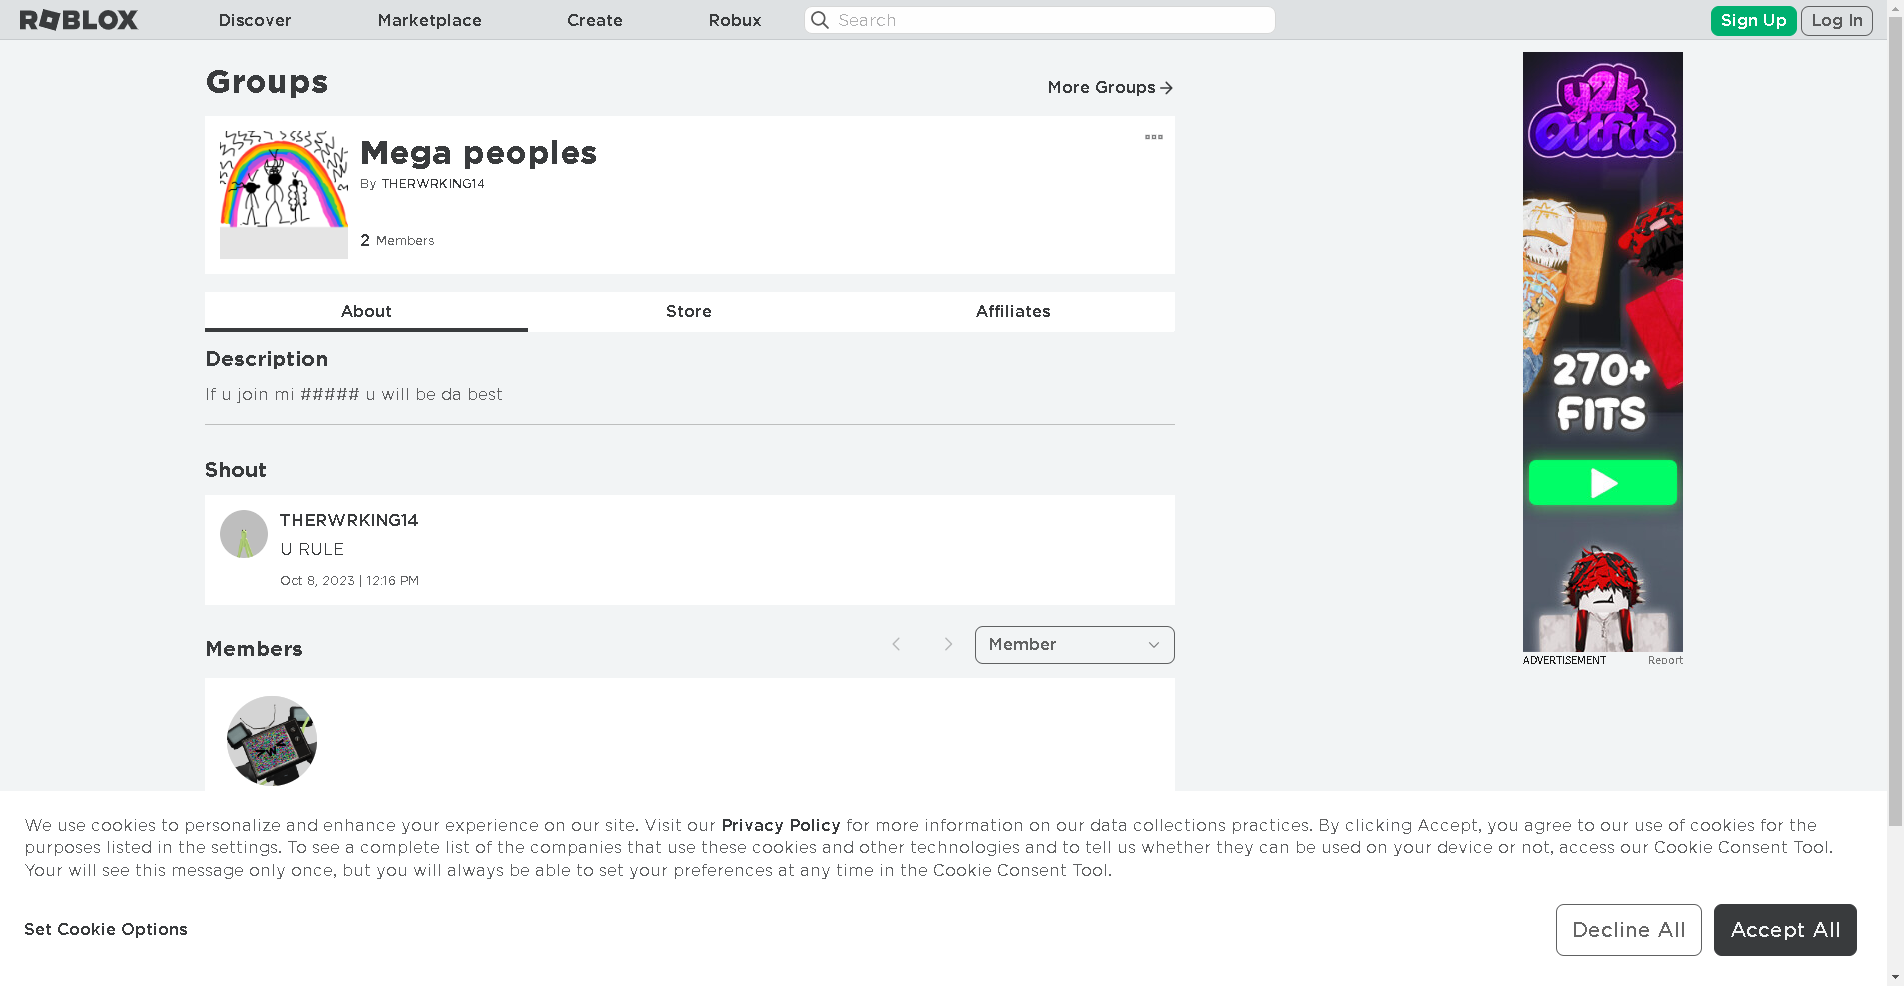 ROBLOX
Discover
Marketplace
Create
Robux
Search
Sign Up
Log In
Groups
More Groups
Mega peoples
By THERWRKING14
2 Members
About
Store
Affiliates
Description
If u join mi ##### u will be da best
Shout
THERWRKING14
U RULE
Oct 8, 2023 | 12:16 PM
Members
Member
y2k
Outfits
270+
FITS
ADVERTISEMENT
Report
We use cookies to personalize and enhance your experience on our site. Visit our Privacy Policy for more information on our data collections practices. By clicking Accept, you agree to our use of cookies for the
purposes listed in the settings. To see a complete list of the companies that use these cookies and other technologies and to tell us whether they can be used on your device or not, access our Cookie Consent Tool.
Your will see this message only once, but you will always be able to set your preferences at any time in the Cookie Consent Tool.
Set Cookie Options
Decline All
Accept All